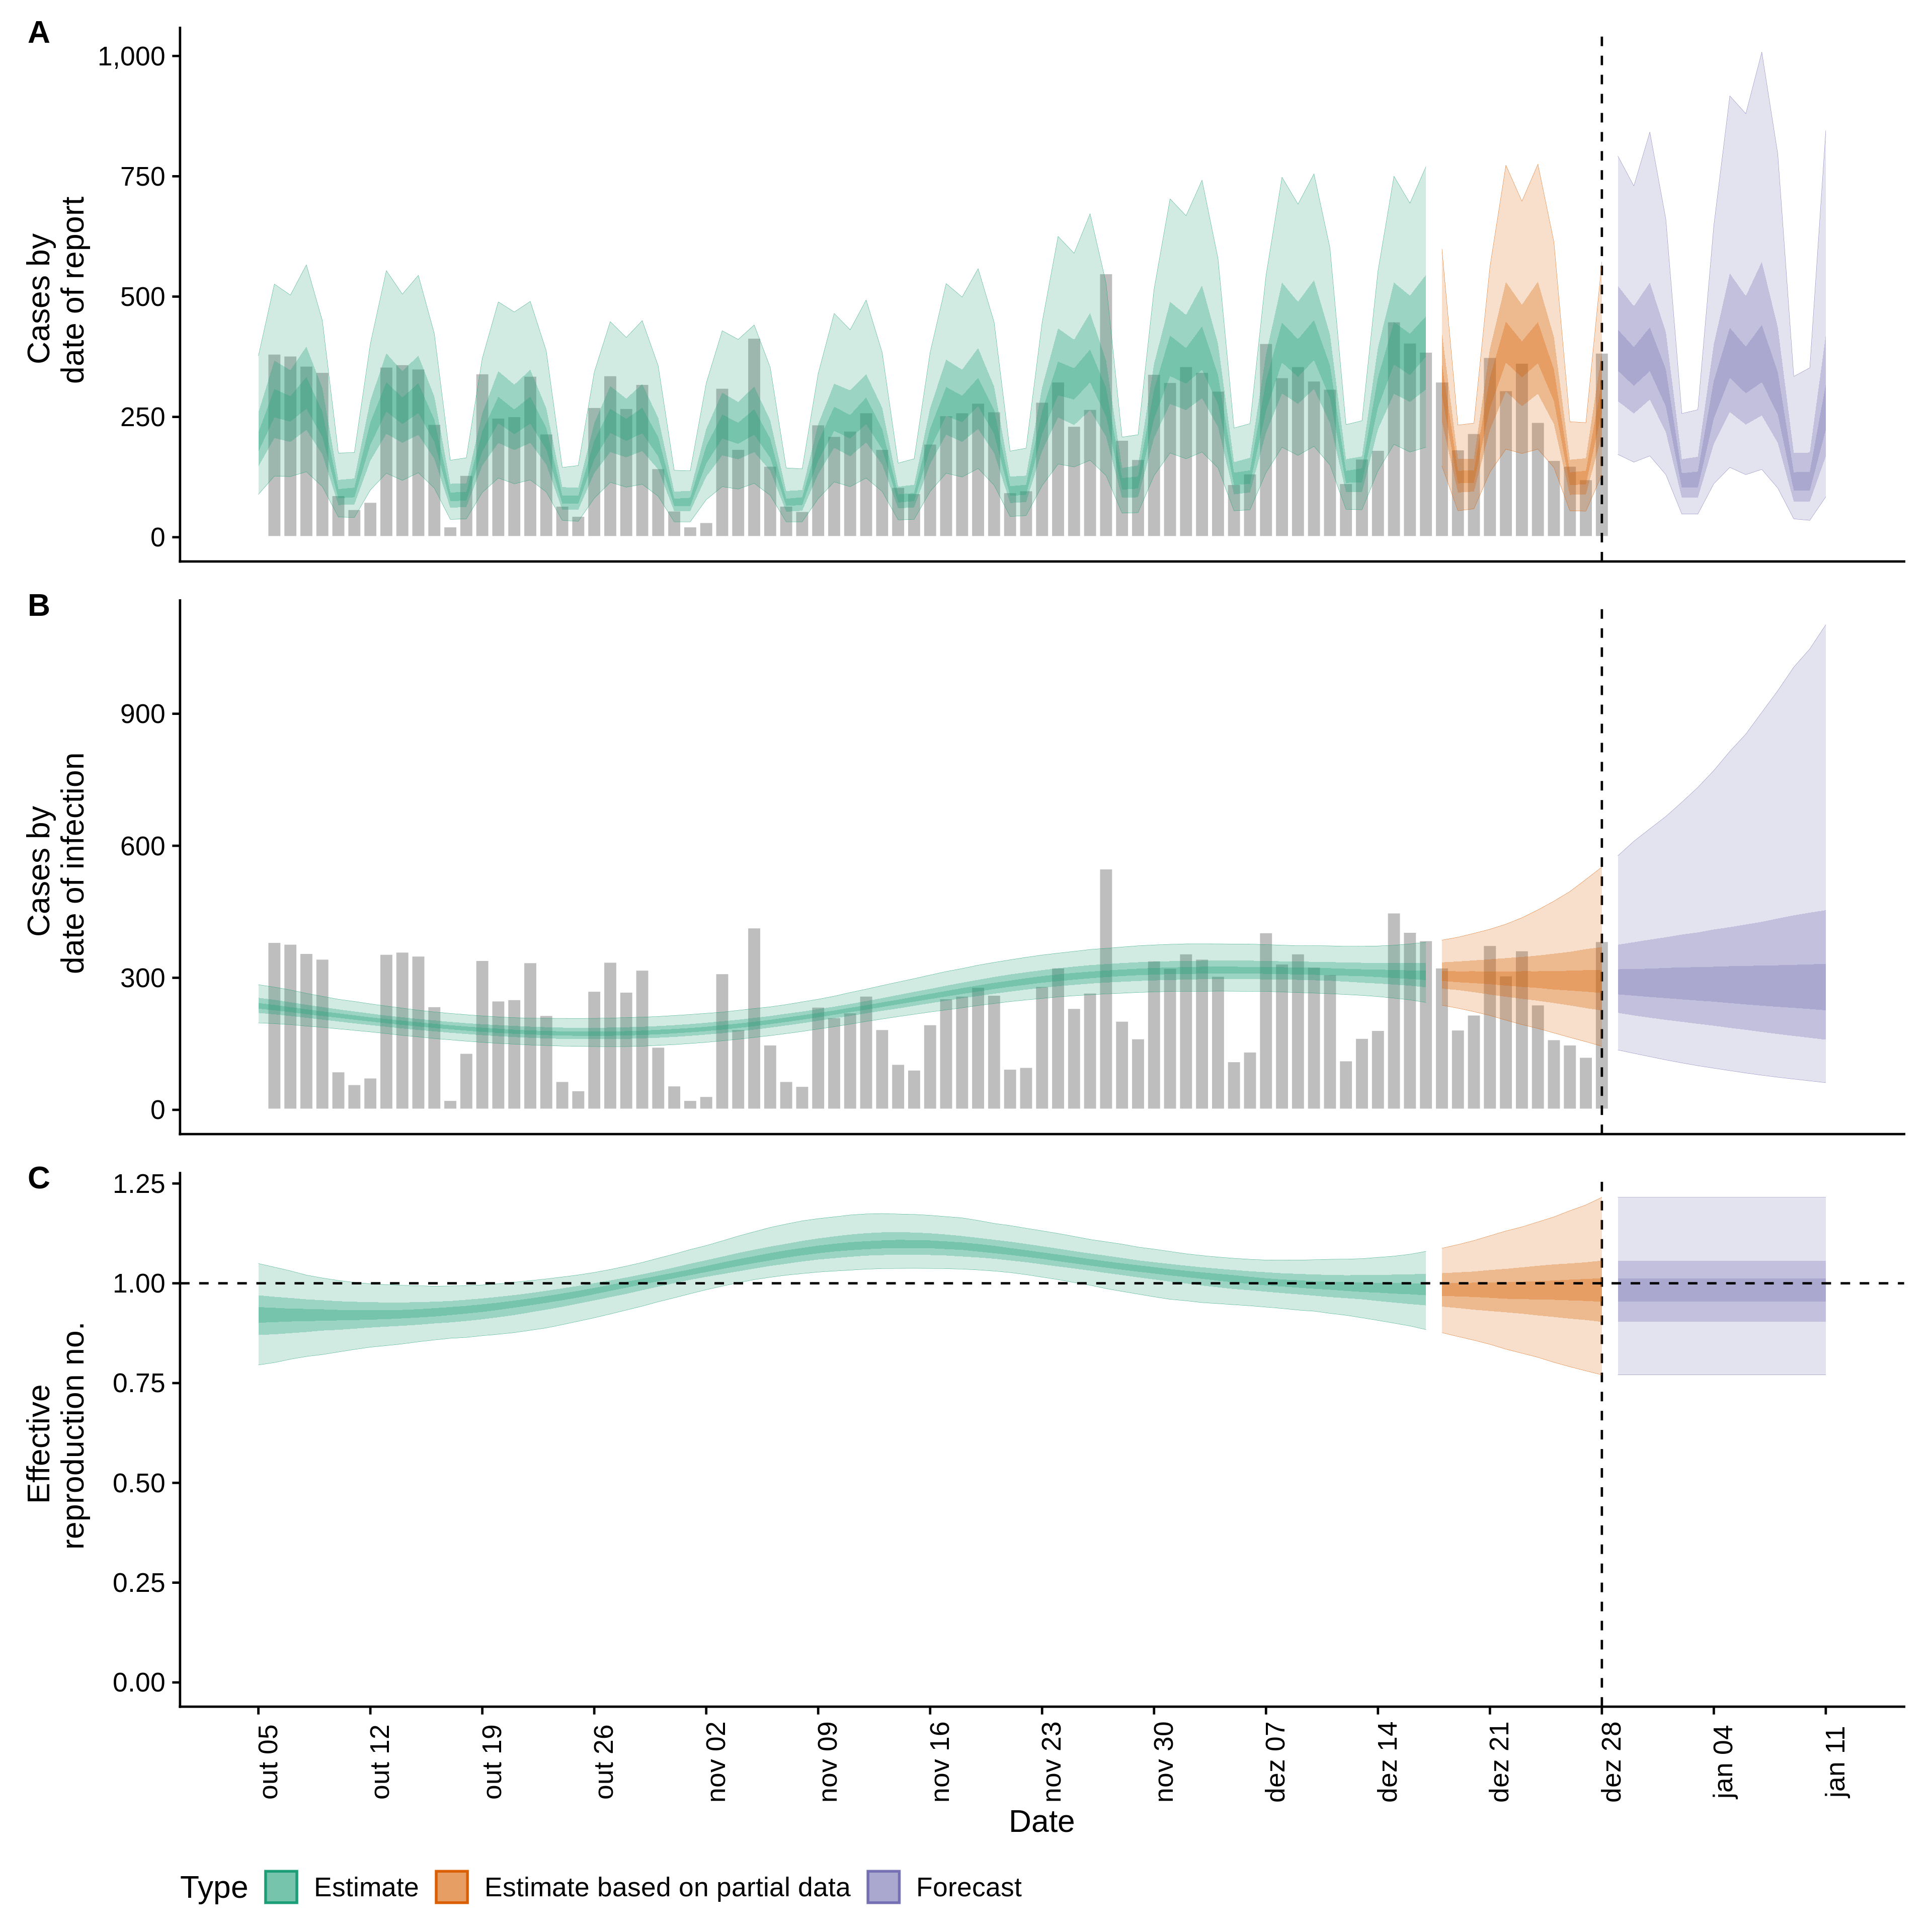 A
1,000
750
500
250
0
Cases by
date of report
B
900
600
300
0
Cases by
date of infection
C
1.25
1.00
0.75
0.50
0.25
0.00
Effective
reproduction no.
out 05
out 12
out 19
out 26
nov 02
nov 09
nov 16
nov 23
nov 30
dez 07
dez 14
dez 21
dez 28
jan 04
jan 11
Date
Type Estimate Estimate based on partial data Forecast